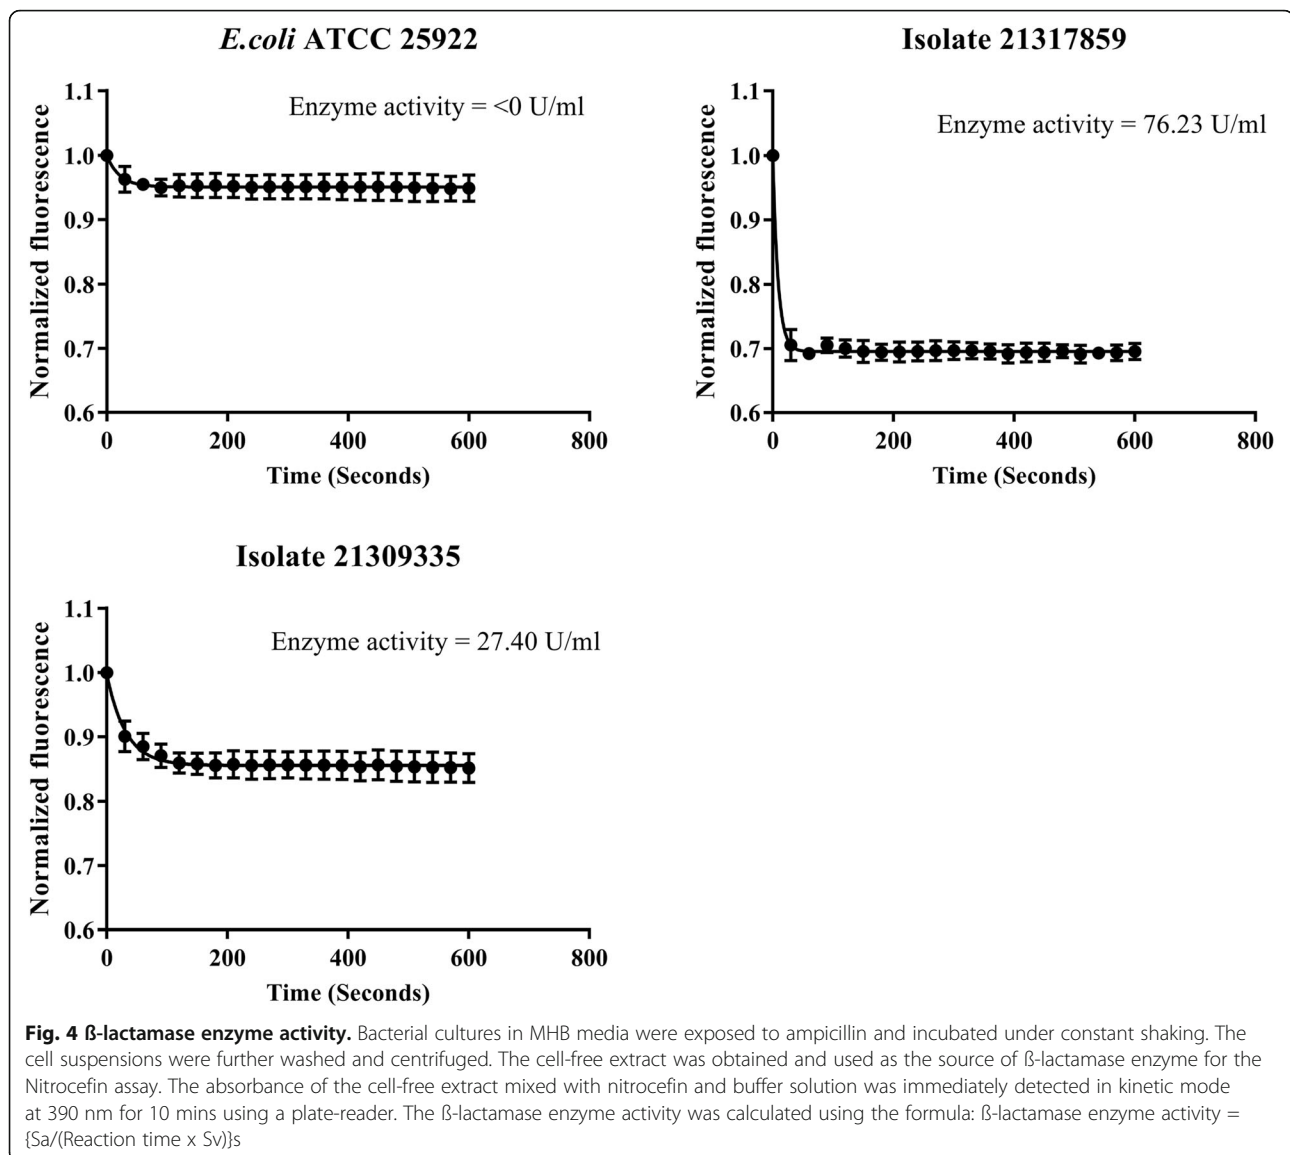 E.coli ATCC 25922
Enzyme activity = <0 U/ml
Normalized fluorescence
1.1
1.0
0.9
0.8
0.7
0.6
0
200
400
600
800
Time (Seconds)
Isolate 21317859
Enzyme activity = 76.23 U/ml
Normalized fluorescence
1.1
1.0
0.9
0.8
0.7
0.6
0
200
400
600
800
Time (Seconds)
Isolate 21309335
Enzyme activity = 27.40 U/ml
Normalized fluorescence
1.1
1.0
0.9
0.8
0.7
0.6
0
200
400
600
800
Time (Seconds)
Fig. 4 ß-lactamase enzyme activity. Bacterial cultures in MHB media were exposed to ampicillin and incubated under constant shaking. The
cell suspensions were further washed and centrifuged. The cell-free extract was obtained and used as the source of ß-lactamase enzyme for the
Nitrocefin assay. The absorbance of the cell-free extract mixed with nitrocefin and buffer solution was immediately detected in kinetic mode
at 390 nm for 10 mins using a plate-reader. The ß-lactamase enzyme activity was calculated using the formula: ß-lactamase enzyme activity =
{Sa/(Reaction time x Sv)}s